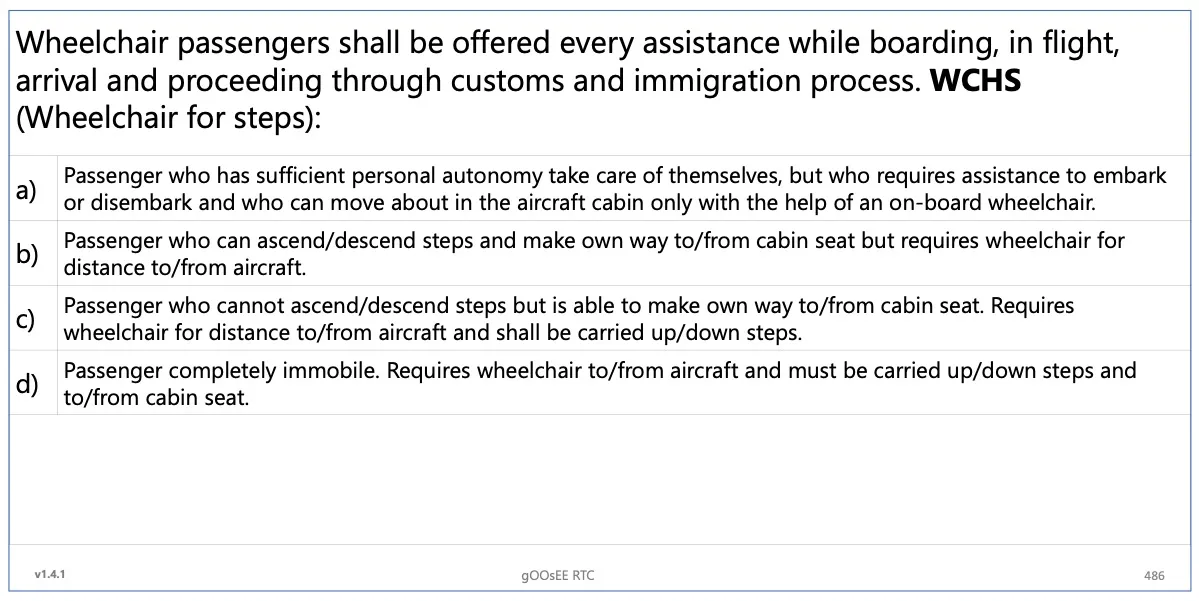 Wheelchair passengers shall be offered every assistance while boarding, in flight,
arrival and proceeding through customs and immigration process. WCHS
(Wheelchair for steps):
a) Passenger who has sufficient personal autonomy take care of themselves, but who requires assistance to embark
or disembark and who can move about in the aircraft cabin only with the help of an on-board wheelchair.
b) Passenger who can ascend/descend steps and make own way to/from cabin seat but requires wheelchair for
distance to/from aircraft.
c) Passenger who cannot ascend/descend steps but is able to make own way to/from cabin seat. Requires
wheelchair for distance to/from aircraft and shall be carried up/down steps.
d) Passenger completely immobile. Requires wheelchair to/from aircraft and must be carried up/down steps and
to/from cabin seat.
v1.4.1 gOOsEE RTC 486